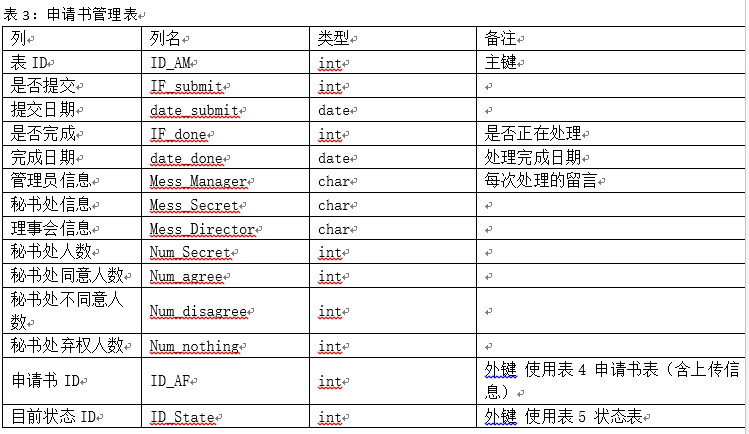 表 3：申请书管理表
列 列名 类型 备注
表 ID ID_AM int 主键
是否提交 IF_submit int
提交日期 date_submit date
是否完成 IF_done int 是否正在处理
完成日期 date_done date 处理完成日期
管理员信息 Mess_Manager char 每次处理的留言
秘书处信息 Mess_Secret char
理事会信息 Mess_Director char
秘书处人数 Num_Secret int
秘书处同意人数 Num_agree int
秘书处不同意人
数 Num_disagree int
秘书处弃权人数 Num_nothing int
申请书 ID ID_AF int 外键 使用表 4 申请书表（含上传信
息）
目前状态 ID ID_State int 外键 使用表 5 状态表